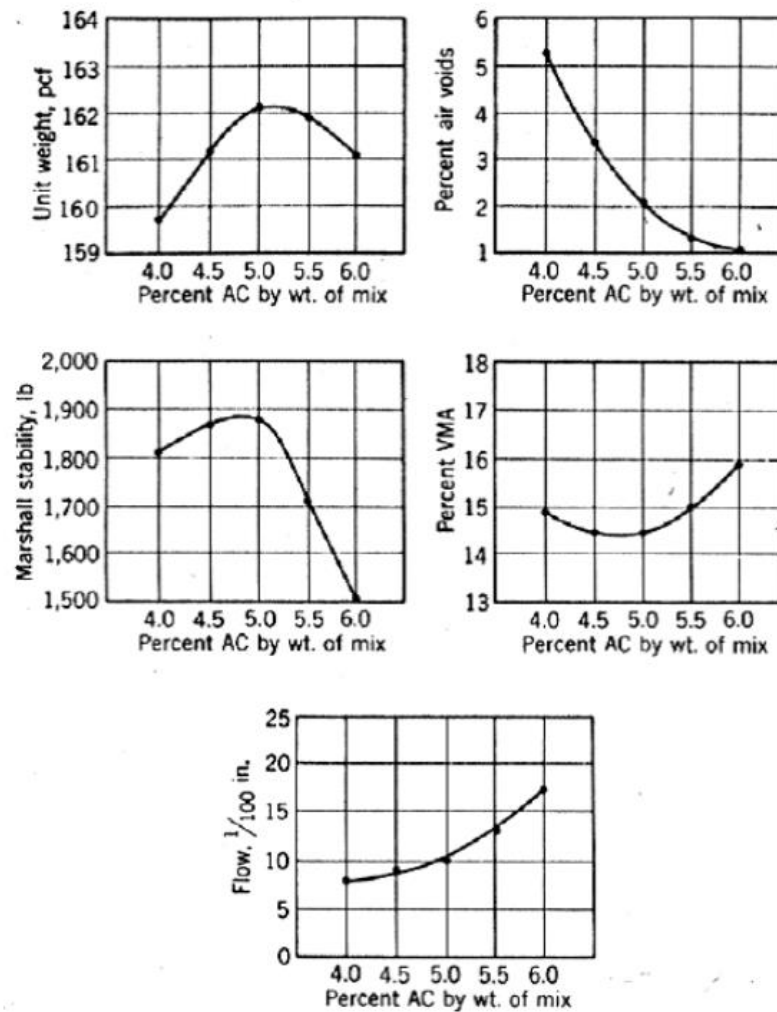 164
163
162
161
160
159
Unit weight, pcf
4.0 4.5 5.0 5.5 6.0
Percent AC by wt. of mix
6
5
4
3
2
1
Percent air voids
4.0 4.5 5.0 5.5 6.0
Percent AC by wt. of mix
2,000
1,900
1,800
1,700
1,600
1,500
Marshall stability, lb
4.0 4.5 5.0 5.5 6.0
Percent AC by wt. of mix
18
17
16
15
14
13
Percent VMA
4.0 4.5 5.0 5.5 6.0
Percent AC by wt. of mix
25
20
15
10
5
0
Flow, 1/100 in.
4.0 4.5 5.0 5.5 6.0
Percent AC by wt. of mix